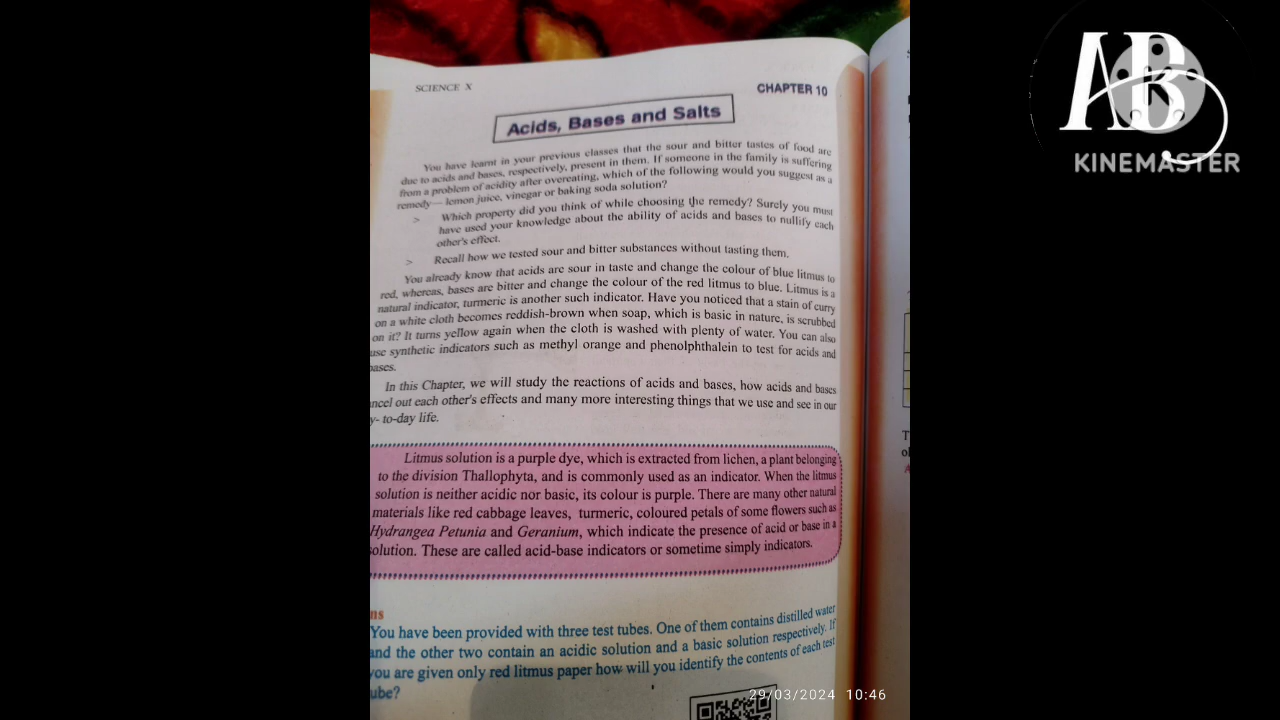 SCIENCE X
CHAPTER 10
Acids, Bases and Salts
You have learnt in your previous classes that the sour and bitter tastes of food are
due to acids and bases, respectively, present in them. If someone in the family is suffering
from a problem of acidity after overeating, which of the following would you suggest as a
remedy— lemon juice, vinegar or baking soda solution?
> Which property did you think of while choosing the remedy? Surely you must
have used your knowledge about the ability of acids and bases to nullify each
other's effect.
> Recall how we tested sour and bitter substances without tasting them.
You already know that acids are sour in taste and change the colour of blue litmus to
red, whereas, bases are bitter and change the colour of the red litmus to blue. Litmus is a
natural indicator, turmeric is another such indicator. Have you noticed that a stain of curry
on a white cloth becomes reddish-brown when soap, which is basic in nature, is scrubbed
on it? It turns yellow again when the cloth is washed with plenty of water. You can also
use synthetic indicators such as methyl orange and phenolphthalein to test for acids and
bases.
In this Chapter, we will study the reactions of acids and bases, how acids and bases
ncel out each other's effects and many more interesting things that we use and see in our
y- to-day life.
Litmus solution is a purple dye, which is extracted from lichen, a plant belonging
to the division Thallophyta, and is commonly used as an indicator. When the litmus
solution is neither acidic nor basic, its colour is purple. There are many other natural
materials like red cabbage leaves, turmeric, coloured petals of some flowers such as
Hydrangea Petunia and Geranium, which indicate the presence of acid or base in a
olution. These are called acid-base indicators or sometime simply indicators.
ns
You have been provided with three test tubes. One of them contains distilled water
and the other two contain an acidic solution and a basic solution respectively. If
you are given only red litmus paper how will you identify the contents of each test
ube?
29/03/2024 10:46
AB
K
KINEMASTER